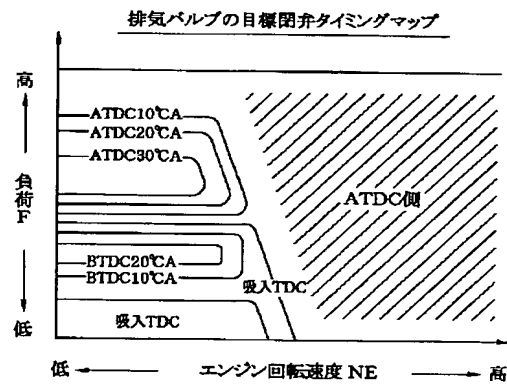 排気バルブの目標閉弁タイミングマップ
高
ATDC10℃A
ATDC20℃A
ATDC30℃A
ATDC側
負荷F
BTDC20℃A
BTDC10℃A
吸入TDC
吸入TDC
低
低 エンジン回転速度 NE 高